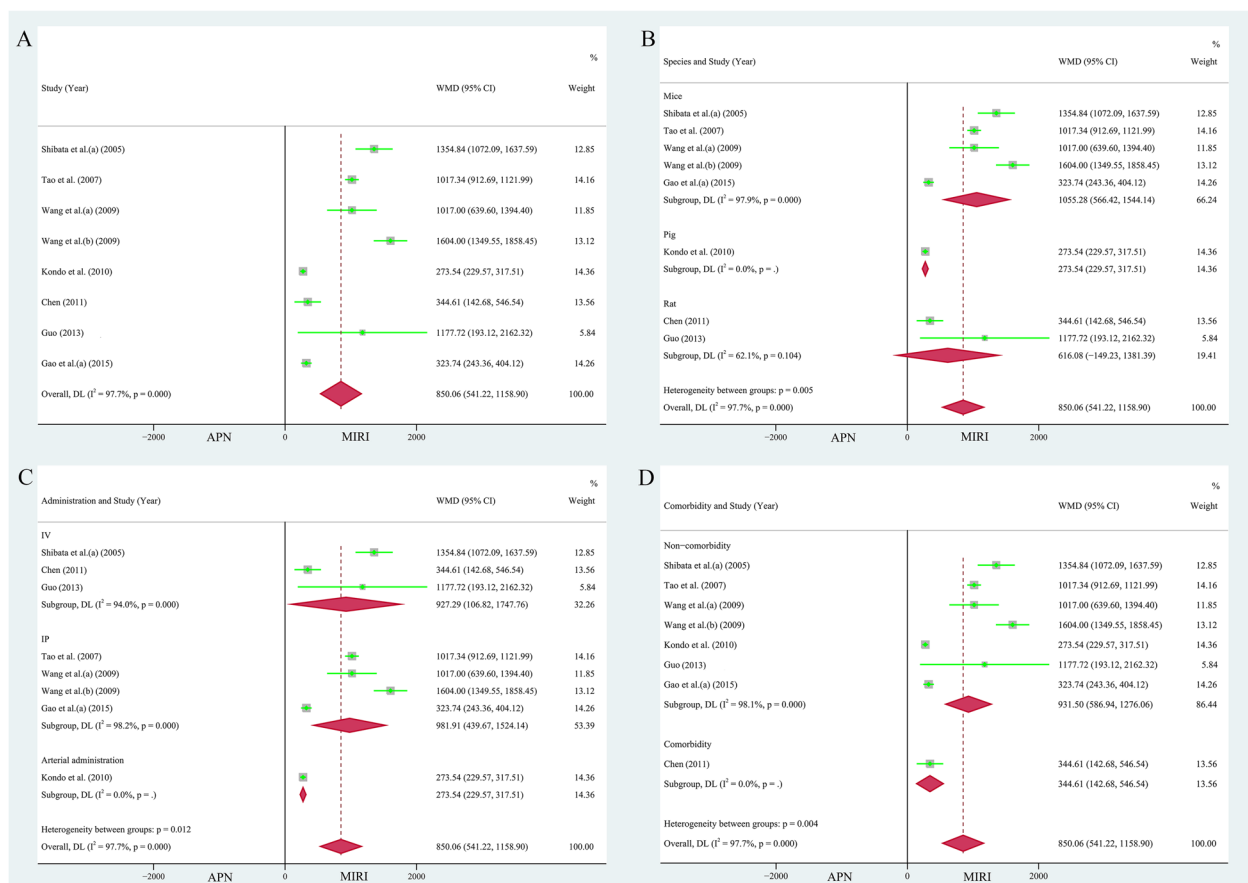 A
%
Study (Year) WMD (95% CI) Weight
Shibata et al.(a) (2005) 1354.84 (1072.09, 1637.59) 12.85
Tao et al. (2007) 1017.34 (912.69, 1121.99) 14.16
Wang et al.(a) (2009) 1017.00 (639.60, 1394.40) 11.85
Wang et al.(b) (2009) 1604.00 (1349.55, 1858.45) 13.12
Kondo et al. (2010) 273.54 (229.57, 317.51) 14.36
Chen (2011) 344.61 (142.68, 546.54) 13.56
Guo (2013) 1177.72 (193.12, 2162.32) 5.84
Gao et al.(a) (2015) 323.74 (243.36, 404.12) 14.26
Overall, DL (I² = 97.7%, p = 0.000) 850.06 (541.22, 1158.90) 100.00
−2000 APN 0 MIRI 2000
B
%
Species and Study (Year) WMD (95% CI) Weight
Mice
Shibata et al.(a) (2005) 1354.84 (1072.09, 1637.59) 12.85
Tao et al. (2007) 1017.34 (912.69, 1121.99) 14.16
Wang et al.(a) (2009) 1017.00 (639.60, 1394.40) 11.85
Wang et al.(b) (2009) 1604.00 (1349.55, 1858.45) 13.12
Gao et al.(a) (2015) 323.74 (243.36, 404.12) 14.26
Subgroup, DL (I² = 97.9%, p = 0.000) 1055.28 (566.42, 1544.14) 66.24
Pig
Kondo et al. (2010) 273.54 (229.57, 317.51) 14.36
Subgroup, DL (I² = 0.0%, p = .) 273.54 (229.57, 317.51) 14.36
Rat
Chen (2011) 344.61 (142.68, 546.54) 13.56
Guo (2013) 1177.72 (193.12, 2162.32) 5.84
Subgroup, DL (I² = 62.1%, p = 0.104) 616.08 (−149.23, 1381.39) 19.41
Heterogeneity between groups: p = 0.005
Overall, DL (I² = 97.7%, p = 0.000) 850.06 (541.22, 1158.90) 100.00
−2000 APN 0 MIRI 2000
C
%
Administration and Study (Year) WMD (95% CI) Weight
IV
Shibata et al.(a) (2005) 1354.84 (1072.09, 1637.59) 12.85
Chen (2011) 344.61 (142.68, 546.54) 13.56
Guo (2013) 1177.72 (193.12, 2162.32) 5.84
Subgroup, DL (I² = 94.0%, p = 0.000) 927.29 (106.82, 1747.76) 32.26
IP
Tao et al. (2007) 1017.34 (912.69, 1121.99) 14.16
Wang et al.(a) (2009) 1017.00 (639.60, 1394.40) 11.85
Wang et al.(b) (2009) 1604.00 (1349.55, 1858.45) 13.12
Gao et al.(a) (2015) 323.74 (243.36, 404.12) 14.26
Subgroup, DL (I² = 98.2%, p = 0.000) 981.91 (439.67, 1524.14) 53.39
Arterial administration
Kondo et al. (2010) 273.54 (229.57, 317.51) 14.36
Subgroup, DL (I² = 0.0%, p = .) 273.54 (229.57, 317.51) 14.36
Heterogeneity between groups: p = 0.012
Overall, DL (I² = 97.7%, p = 0.000) 850.06 (541.22, 1158.90) 100.00
−2000 APN 0 MIRI 2000
D
%
Comorbidity and Study (Year) WMD (95% CI) Weight
Non−comorbidity
Shibata et al.(a) (2005) 1354.84 (1072.09, 1637.59) 12.85
Tao et al. (2007) 1017.34 (912.69, 1121.99) 14.16
Wang et al.(a) (2009) 1017.00 (639.60, 1394.40) 11.85
Wang et al.(b) (2009) 1604.00 (1349.55, 1858.45) 13.12
Kondo et al. (2010) 273.54 (229.57, 317.51) 14.36
Guo (2013) 1177.72 (193.12, 2162.32) 5.84
Gao et al.(a) (2015) 323.74 (243.36, 404.12) 14.26
Subgroup, DL (I² = 98.1%, p = 0.000) 931.50 (586.94, 1276.06) 86.44
Comorbidity
Chen (2011) 344.61 (142.68, 546.54) 13.56
Subgroup, DL (I² = 0.0%, p = .) 344.61 (142.68, 546.54) 13.56
Heterogeneity between groups: p = 0.004
Overall, DL (I² = 97.7%, p = 0.000) 850.06 (541.22, 1158.90) 100.00
−2000 APN 0 MIRI 2000